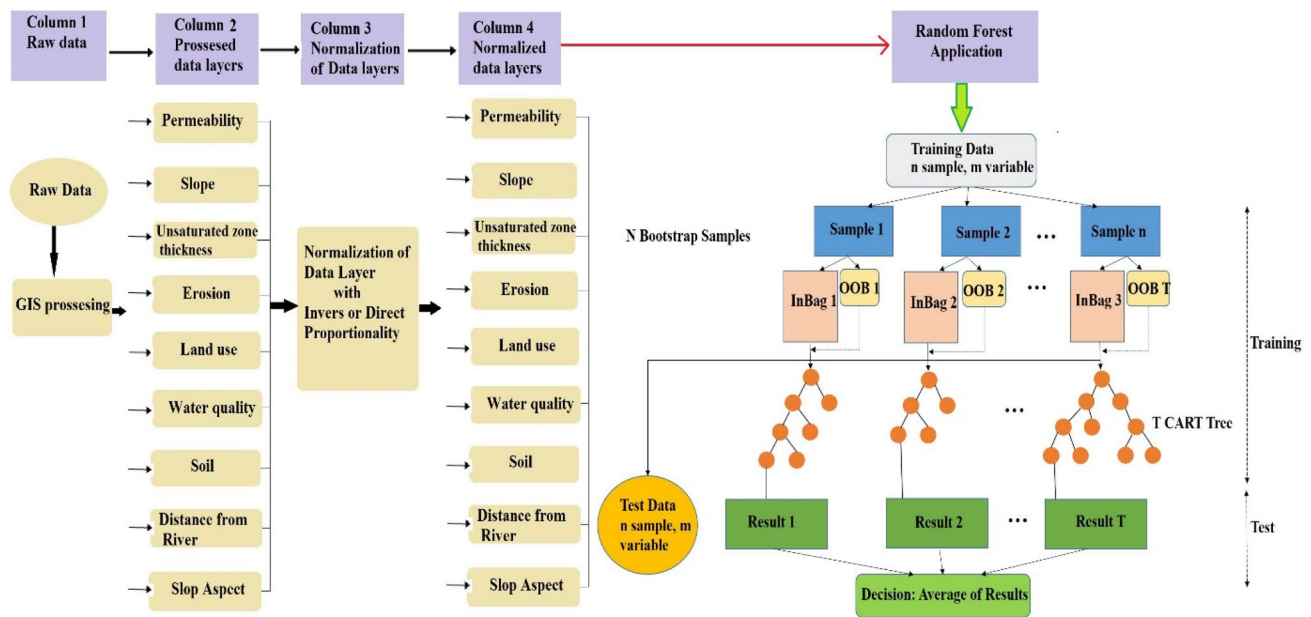 Column 1
Raw data
Column 2
Prossesed
data layers
Column 3
Normalization
of Data layers
Column 4
Normalized
data layers
Random Forest
Application
Raw Data
GIS prossesing
Permeability
Slope
Unsaturated zone
thickness
Erosion
Land use
Water quality
Soil
Distance from
River
Slop Aspect
Normalization of
Data Layer
with
Invers or Direct
Proportionality
Permeability
Slope
Unsaturated zone
thickness
Erosion
Land use
Water quality
Soil
Distance from
River
Slop Aspect
Training Data
n sample, m variable
N Bootstrap Samples
Sample 1
Sample 2
...
Sample n
InBag 1
OOB 1
InBag 2
OOB 2
...
InBag 3
OOB T
Training
...
T CART Tree
Test Data
n sample, m
variable
Result 1
Result 2
...
Result T
Test
Decision: Average of Results